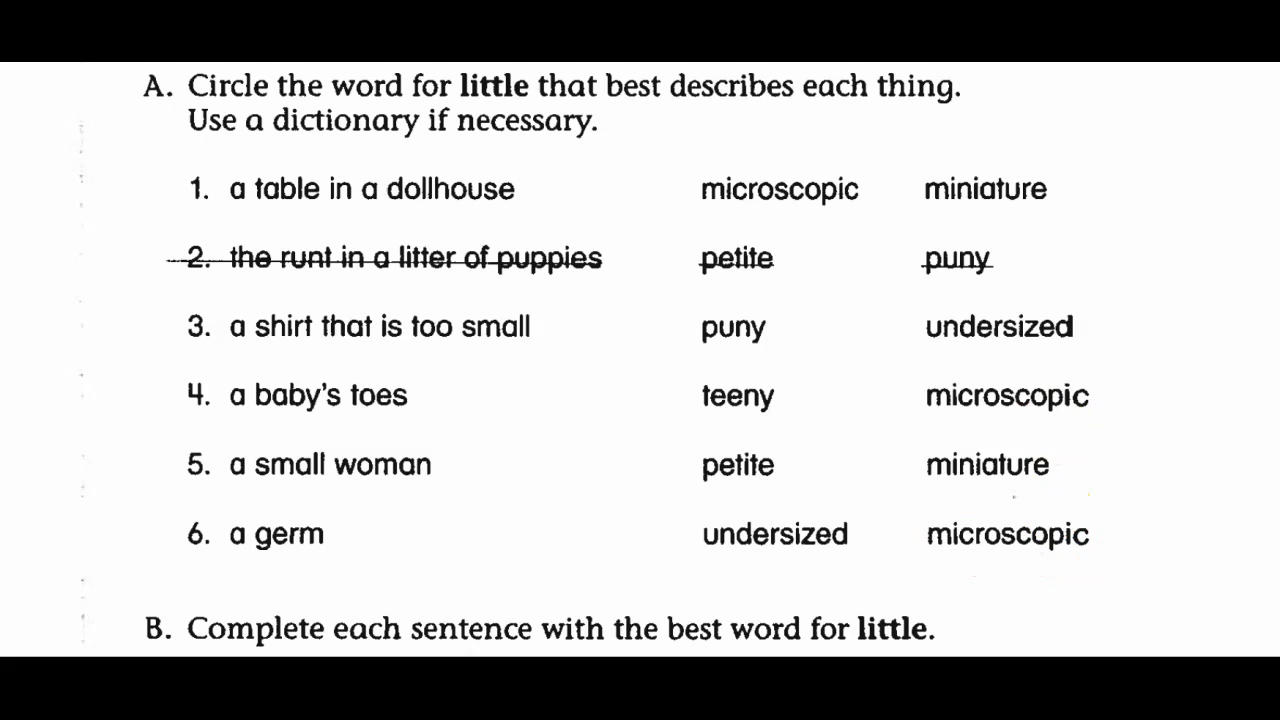 A. Circle the word for little that best describes each thing.
Use a dictionary if necessary.
1. a table in a dollhouse microscopic miniature
2. the runt in a litter of puppies petite puny
3. a shirt that is too small puny undersized
4. a baby's toes teeny microscopic
5. a small woman petite miniature
6. a germ undersized microscopic
B. Complete each sentence with the best word for little.